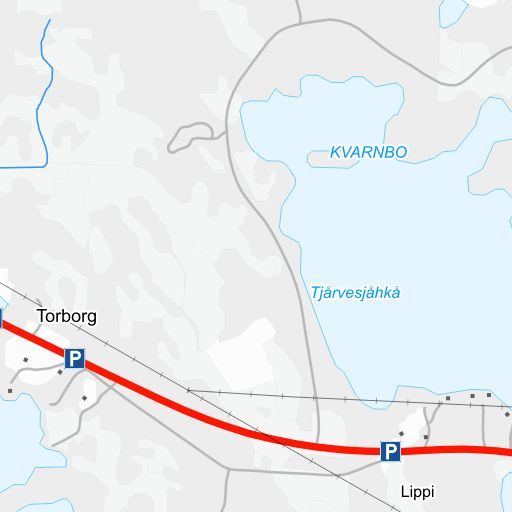 KVARNBO
Tjårvesjåhkå
Torborg
P
P
Lippi